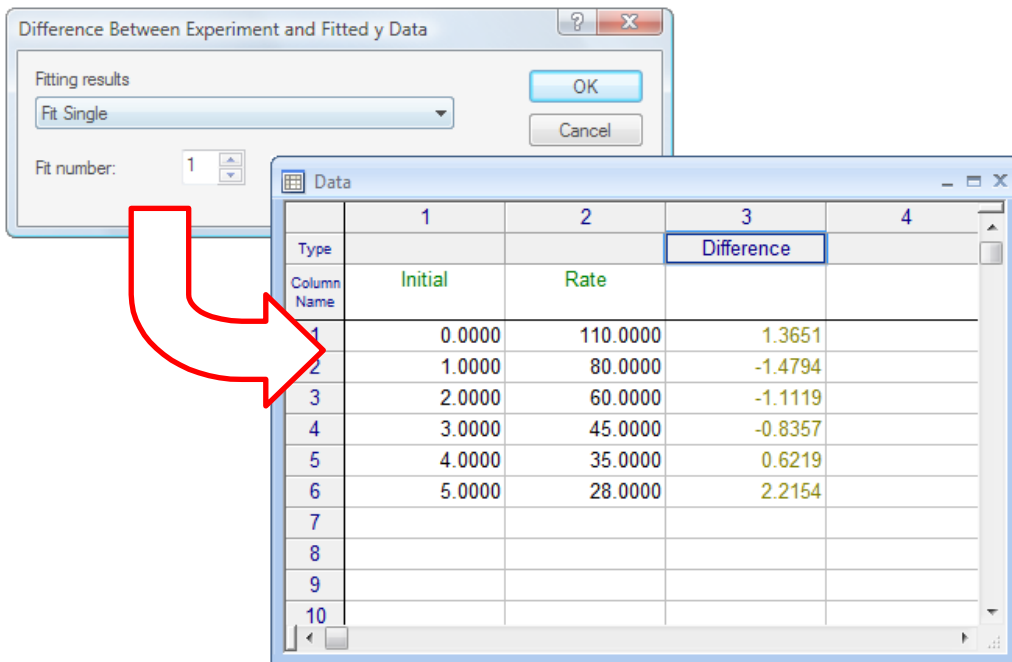 Difference Between Experiment and Fitted y Data
?
Fitting results
OK
Fit Single
Cancel
Fit number: 1
Data
1 2 3 4
Type Difference
Column Name Initial Rate
1 0.0000 110.0000 1.3651
2 1.0000 80.0000 -1.4794
3 2.0000 60.0000 -1.1119
4 3.0000 45.0000 -0.8357
5 4.0000 35.0000 0.6219
6 5.0000 28.0000 2.2154
7
8
9
10